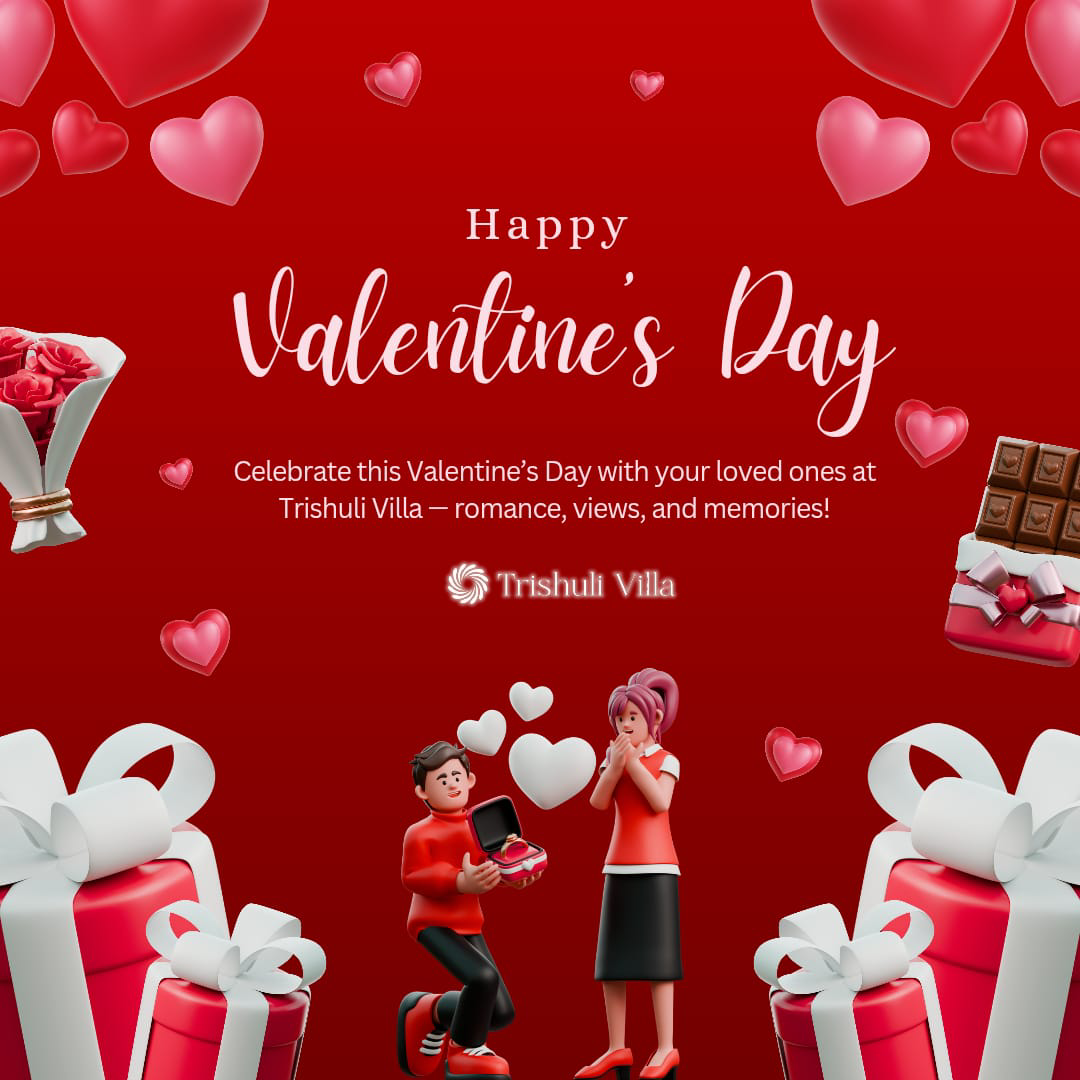 Happy
Valentine’s Day
Celebrate this Valentine’s Day with your loved ones at
Trishuli Villa — romance, views, and memories!
Trishuli Villa